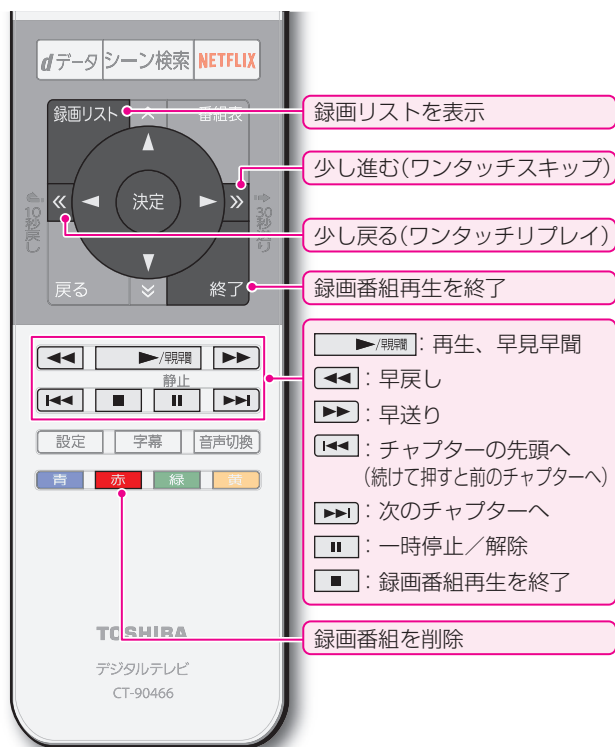 dデータ シーン検索 NETFLIX
録画リスト
番組表
10秒戻し
決定
30秒送り
戻る
終了
録画リストを表示
少し進む(ワンタッチスキップ)
少し戻る(ワンタッチリプレイ)
録画番組再生を終了
/早見早聞
静止
設定 字幕 音声切換
青 赤 緑 黄
/早見早聞:再生、早見早聞
:早戻し
:早送り
:チャプターの先頭へ
(続けて押すと前のチャプターへ)
:次のチャプターへ
:一時停止／解除
:録画番組再生を終了
録画番組を削除
TOSHIBA
デジタルテレビ
CT-90466